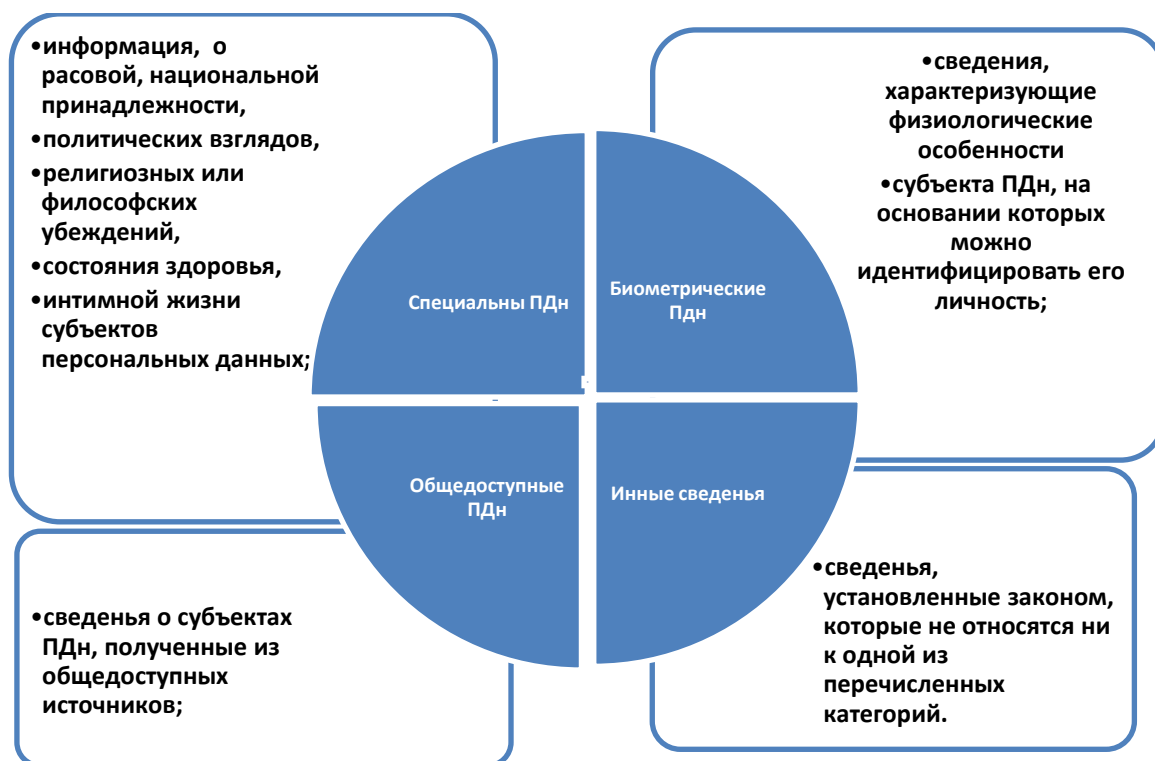 •информация, о
расовой, национальной
принадлежности,
•политических взглядов,
•религиозных или
философских
убеждений,
•состояния здоровья,
•интимной жизни
субъектов
персональных данных;
•сведения,
характеризующие
физиологические
особенности
•субъекта ПДн, на
основании которых
можно
идентифицировать его
личность;
Специальны ПДн
Биометрические
Пдн
Общедоступные
ПДн
Инные сведенья
•сведенья о субъектах
ПДн, полученные из
общедоступных
источников;
•сведенья,
установленные законом,
которые не относятся ни
к одной из
перечисленных
категорий.